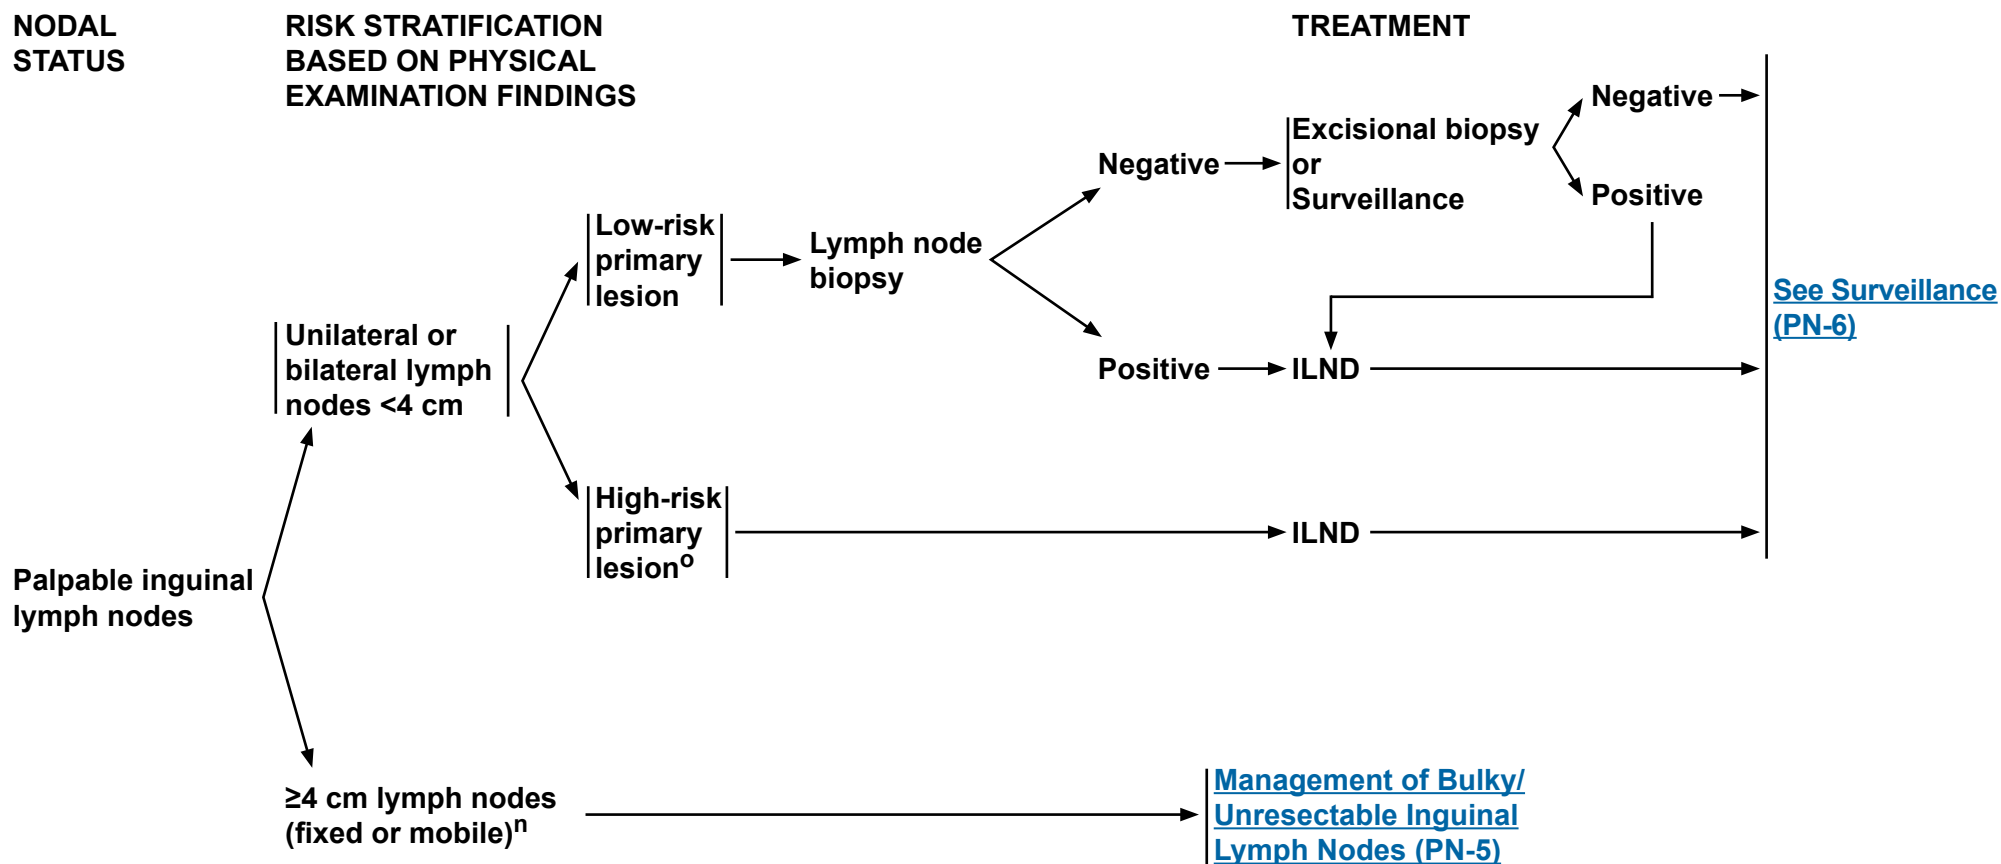 NODAL
STATUS
RISK STRATIFICATION
BASED ON PHYSICAL
EXAMINATION FINDINGS
TREATMENT
Palpable inguinal
lymph nodes
Unilateral or
bilateral lymph
nodes <4 cm
Low-risk
primary
lesion
Lymph node
biopsy
Negative
Excisional biopsy
or
Surveillance
Negative
Positive
Positive
ILND
High-risk
primary
lesionᵒ
ILND
See Surveillance
(PN-6)
≥4 cm lymph nodes
(fixed or mobile)ⁿ
Management of Bulky/
Unresectable Inguinal
Lymph Nodes (PN-5)